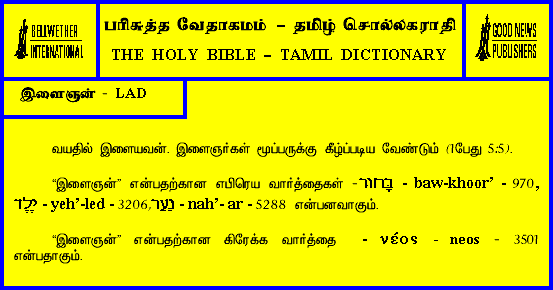 BELLWETHER
INTERNATIONAL
பரிசுத்த வேதாகமம் – தமிழ் சொல்லகராதி
THE HOLY BIBLE – TAMIL DICTIONARY
GOOD NEWS
PUBLISHERS
இளைஞன் - LAD
வயதில் இளையவன். இளைஞர்கள் மூப்பருக்கு கீழ்ப்படிய வேண்டும் (1பேது 5:5).
“இளைஞன்” என்பதற்கான எபிரெய வார்த்தைகள் - בָּחוּר - baw-khoor’ - 970,
יֶלֶד - yeh’-led - 3206, נַעַר - nah’- ar - 5288 என்பனவாகும்.
“இளைஞன்” என்பதற்கான கிரேக்க வார்த்தை - νέος - neos - 3501
என்பதாகும்.